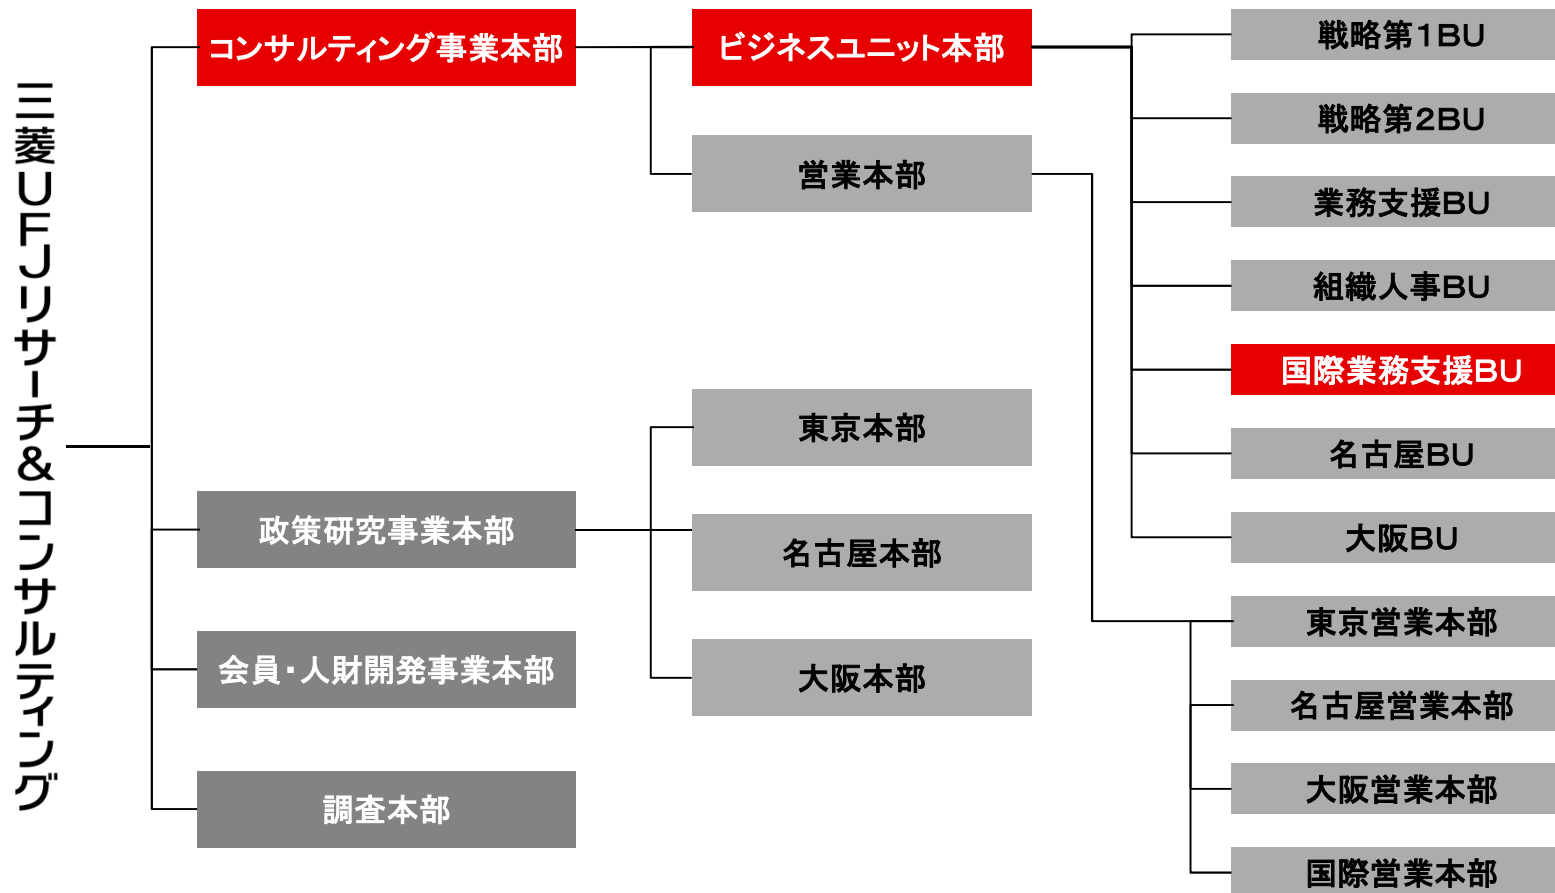 三菱UFJリサーチ&コンサルティング
コンサルティング事業本部
政策研究事業本部
会員・人財開発事業本部
調査本部
ビジネスユニット本部
営業本部
東京本部
名古屋本部
大阪本部
戦略第1BU
戦略第2BU
業務支援BU
組織人事BU
国際業務支援BU
名古屋BU
大阪BU
東京営業本部
名古屋営業本部
大阪営業本部
国際営業本部